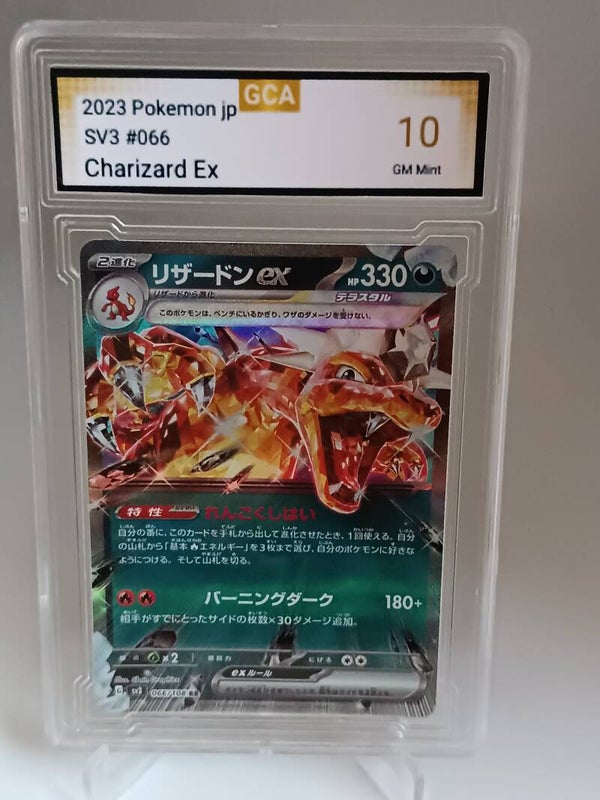 GCA
2023 Pokemon jp
SV3 #066
Charizard Ex
10
GM Mint
2進化
リザードンex
HP330
リザードから進化
テラスタル
このポケモンは、ベンチにいるかぎり、ワザのダメージを受けない。
特性
れんごくしはい
自分の番に、このカードを手札から出して進化させたとき、1回使える。自分
の山札から「基本エネルギー」を3枚まで選び、自分のポケモンに好きな
ようにつける。そして山札を切る。
バーニングダーク 180+
相手がすでにとったサイドの枚数×30ダメージ追加。
×2 抵抗力 にげる
exルール
G sv3 066/108 RR